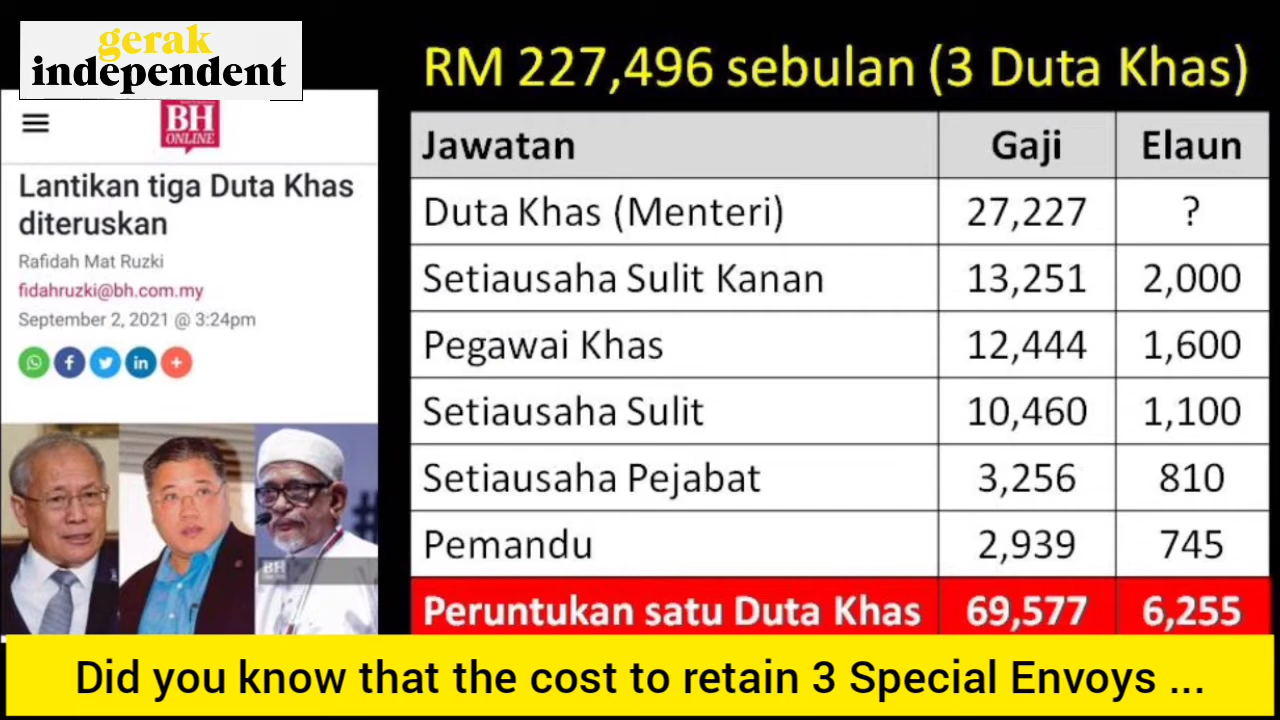 gerak
independent
BH
ONLINE
Lantikan tiga Duta Khas
diteruskan
Rafidah Mat Ruzki
fidahruzki@bh.com.my
September 2, 2021 @ 3:24pm
BH
RM 227,496 sebulan (3 Duta Khas)
Jawatan Gaji Elaun
Duta Khas (Menteri) 27,227 ?
Setiausaha Sulit Kanan 13,251 2,000
Pegawai Khas 12,444 1,600
Setiausaha Sulit 10,460 1,100
Setiausaha Pejabat 3,256 810
Pemandu 2,939 745
Peruntukan satu Duta Khas 69,577 6,255
Did you know that the cost to retain 3 Special Envoys ...